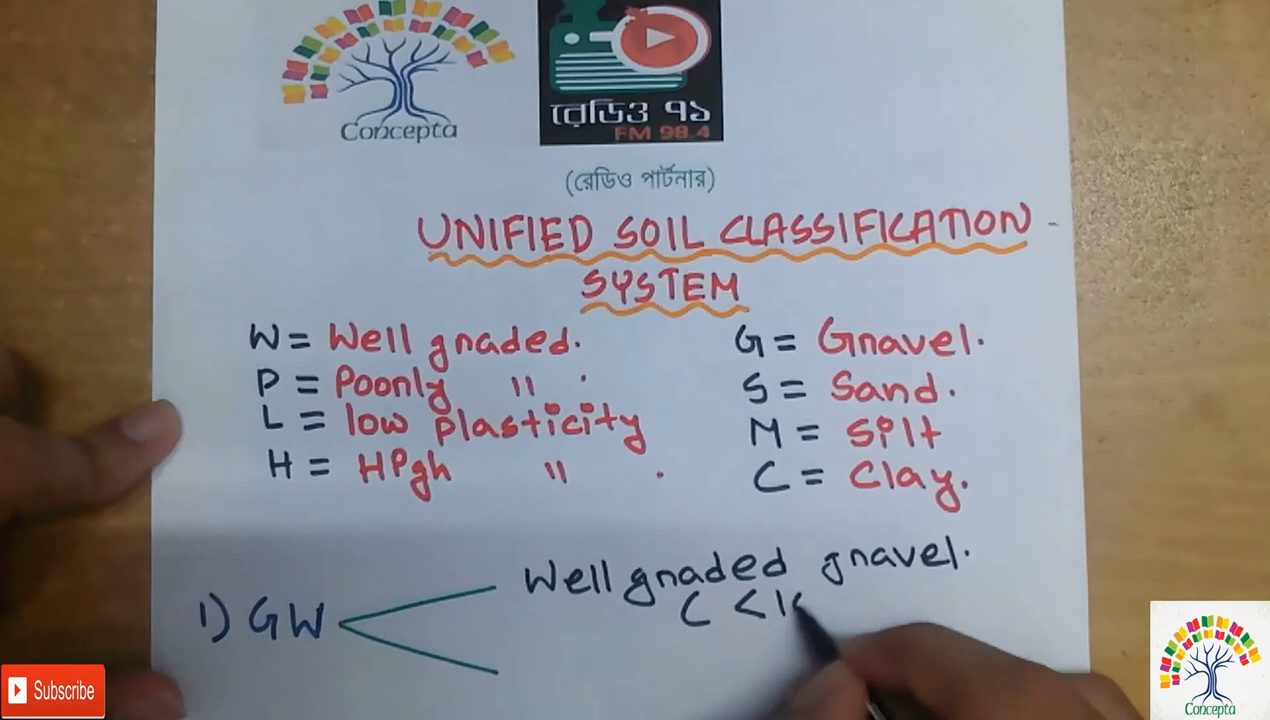 Concepta
রেডিও ৭১
FM 98.4
(রেডিও পার্টনার)
UNIFIED SOIL CLASSIFICATION
SYSTEM
W = Well gnaded.
P = Poonly " .
L = low plasticity
H = High " .
G = Gnavel.
S = Sand.
M = Silt
C = Clay.
1) GW
Well gnaded gnavel.
C <
Subscribe
Concepta